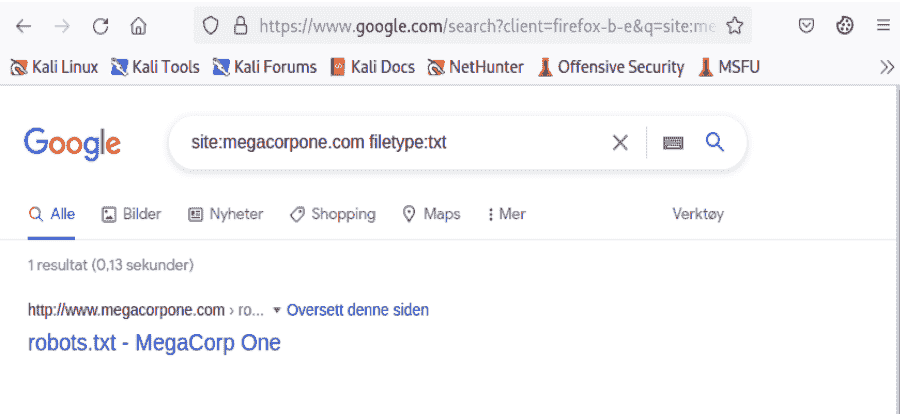 https://www.google.com/search?client=firefox-b-e&q=site:me
Kali Linux Kali Tools Kali Forums Kali Docs NetHunter Offensive Security MSFU
Google site:megacorpone.com filetype:txt
Alle Bilder Nyheter Shopping Maps Mer Verktøy
1 resultat (0,13 sekunder)
http://www.megacorpone.com › ro... Oversett denne siden
robots.txt - MegaCorp One